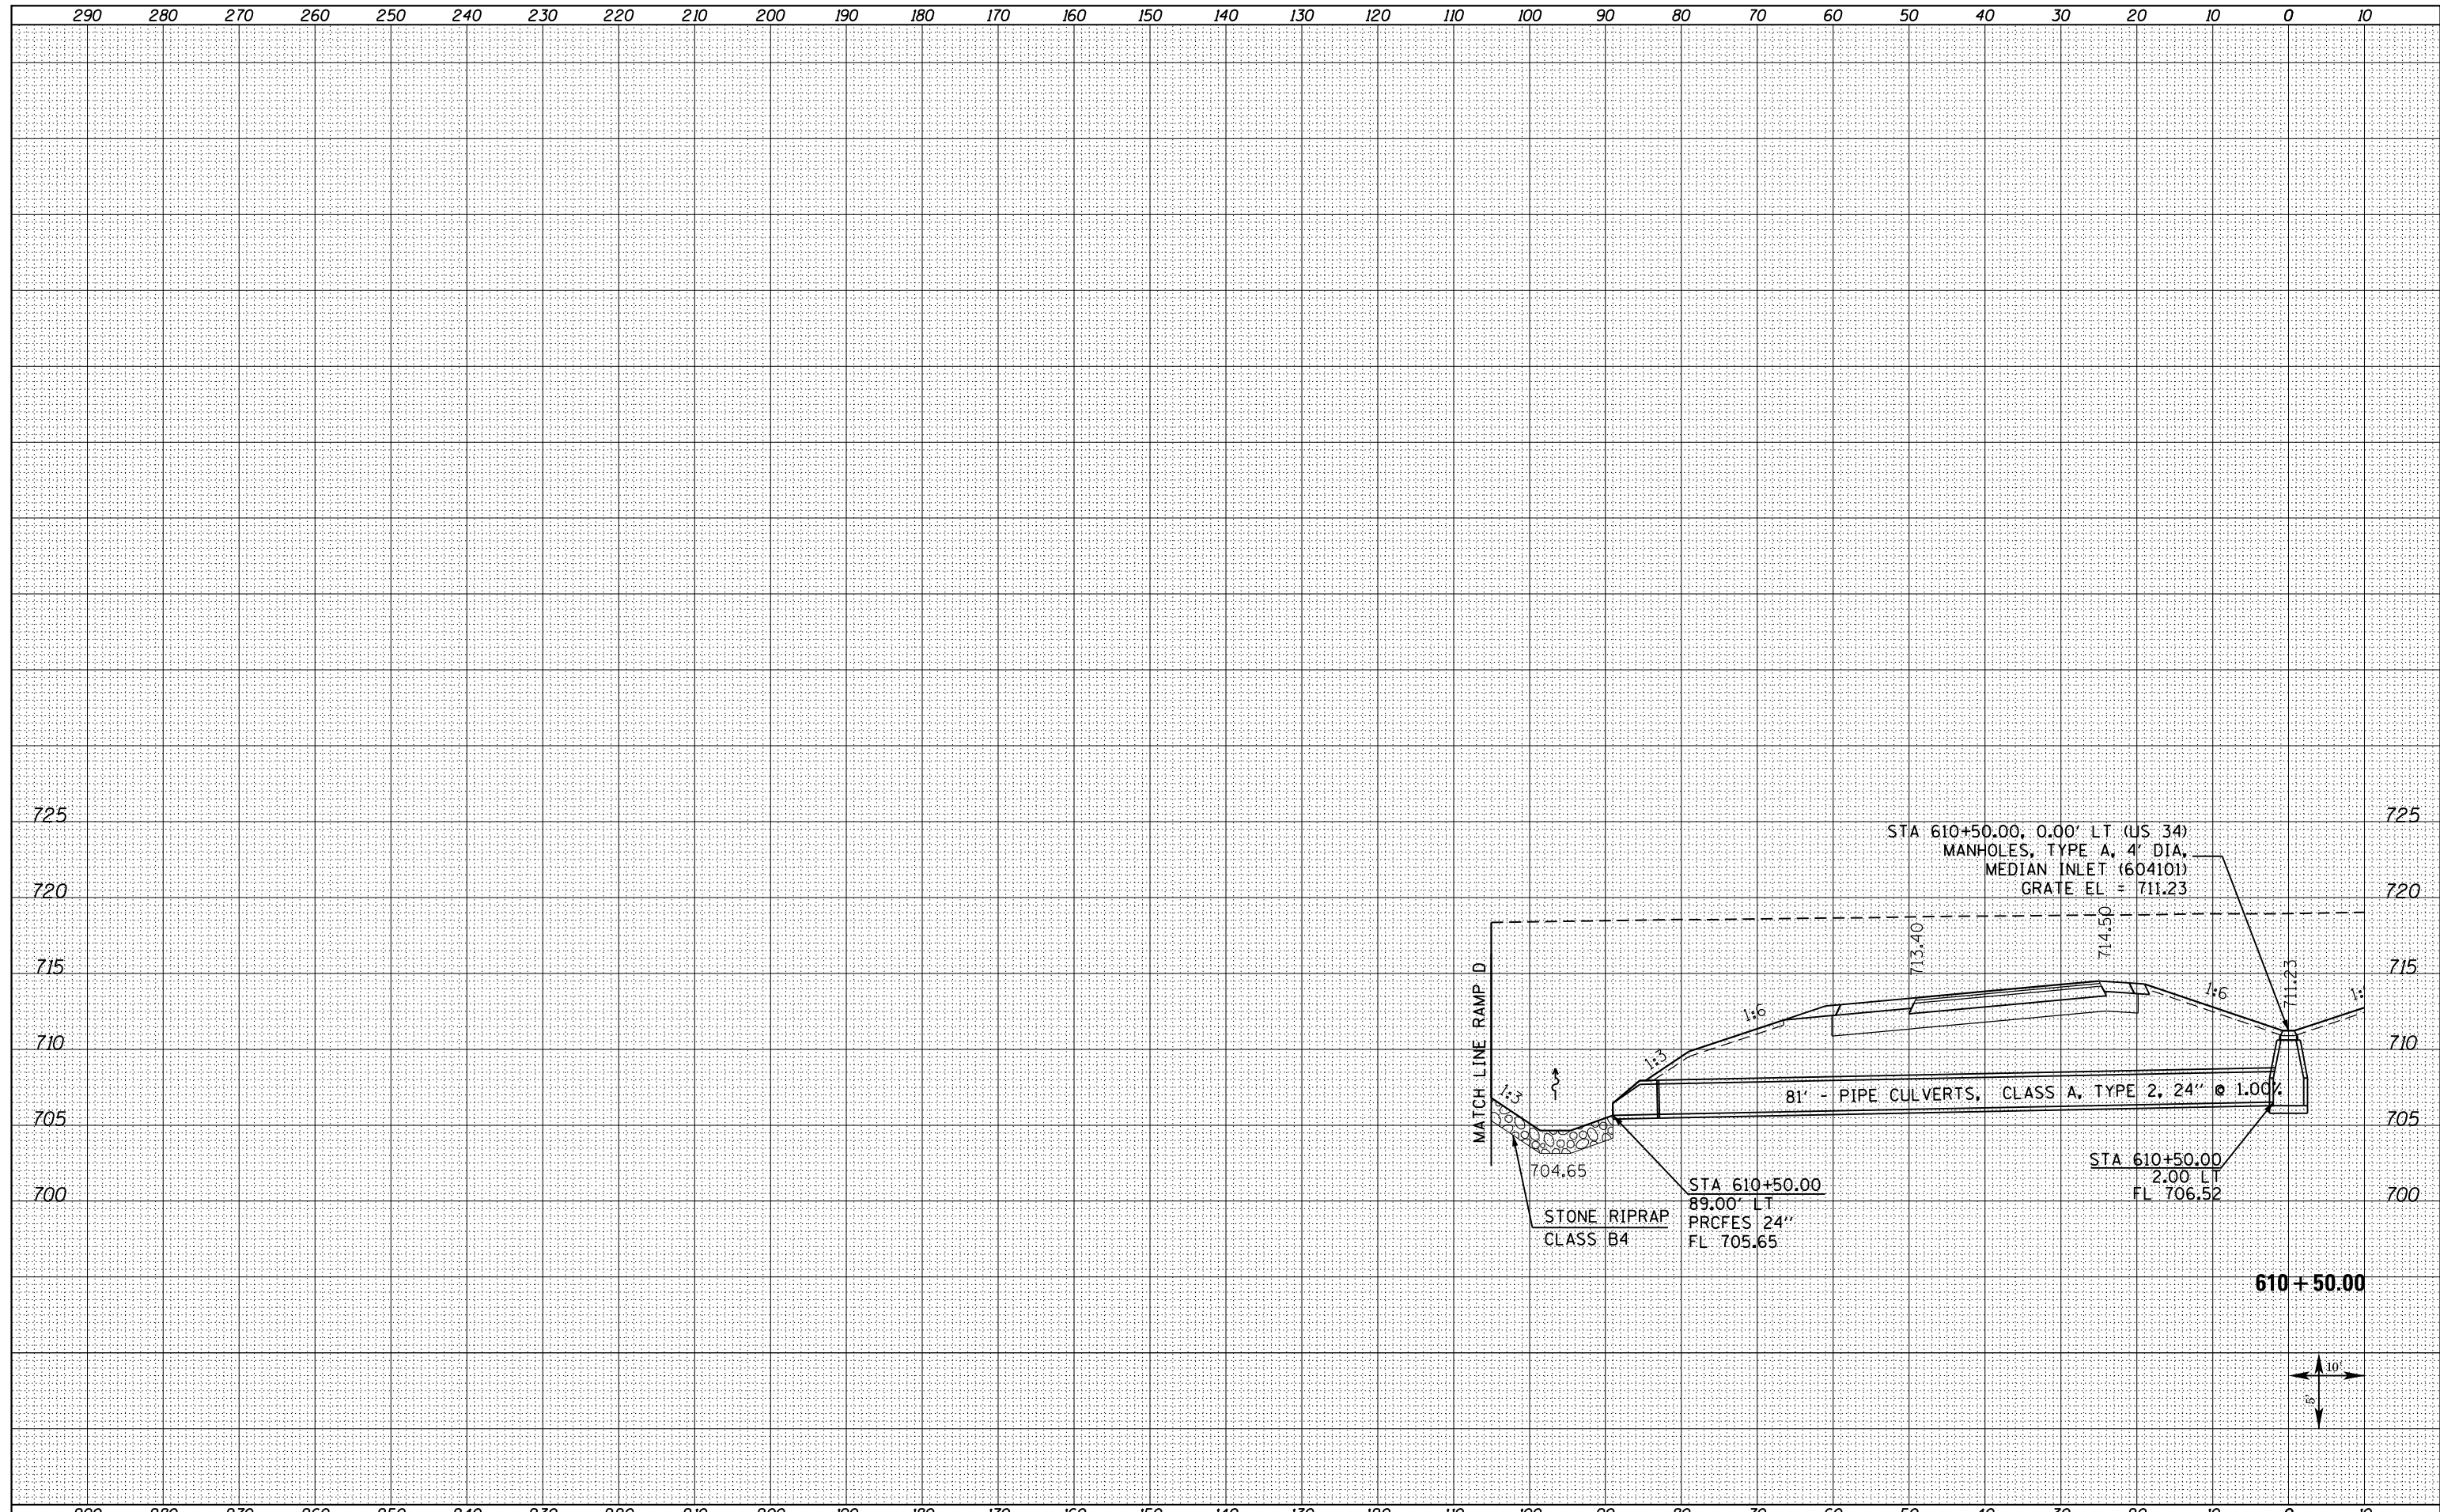 290 280 270 260 250 240 230 220 210 200 190 180 170 160 150 140 130 120 110 100 90 80 70 60 50 40 30 20 10 0 10
725 725
STA 610+50.00, 0.00' LT (US 34)
MANHOLES, TYPE A, 4' DIA,
MEDIAN INLET (604101)
GRATE EL = 711.23
720 720
713.40
714.50
711.23
715 715
MATCH LINE RAMP D
1:6
1:6
710 710
1:3
1:3
81' - PIPE CULVERTS, CLASS A, TYPE 2, 24" @ 1.00%
705 705
704.65
STA 610+50.00
2.00 LT
FL 706.52
700 700
STA 610+50.00
89.00' LT
PRCFES 24"
FL 705.65
STONE RIPRAP
CLASS B4
610+50.00
10'
5'